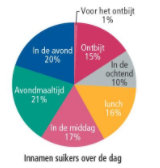 Voor het ontbijt
1%
Ontbijt
15%
In de
ochtend
10%
lunch
16%
In de middag
17%
Avondmaaltijd
21%
In de avond
20%
Innamen suikers over de dag